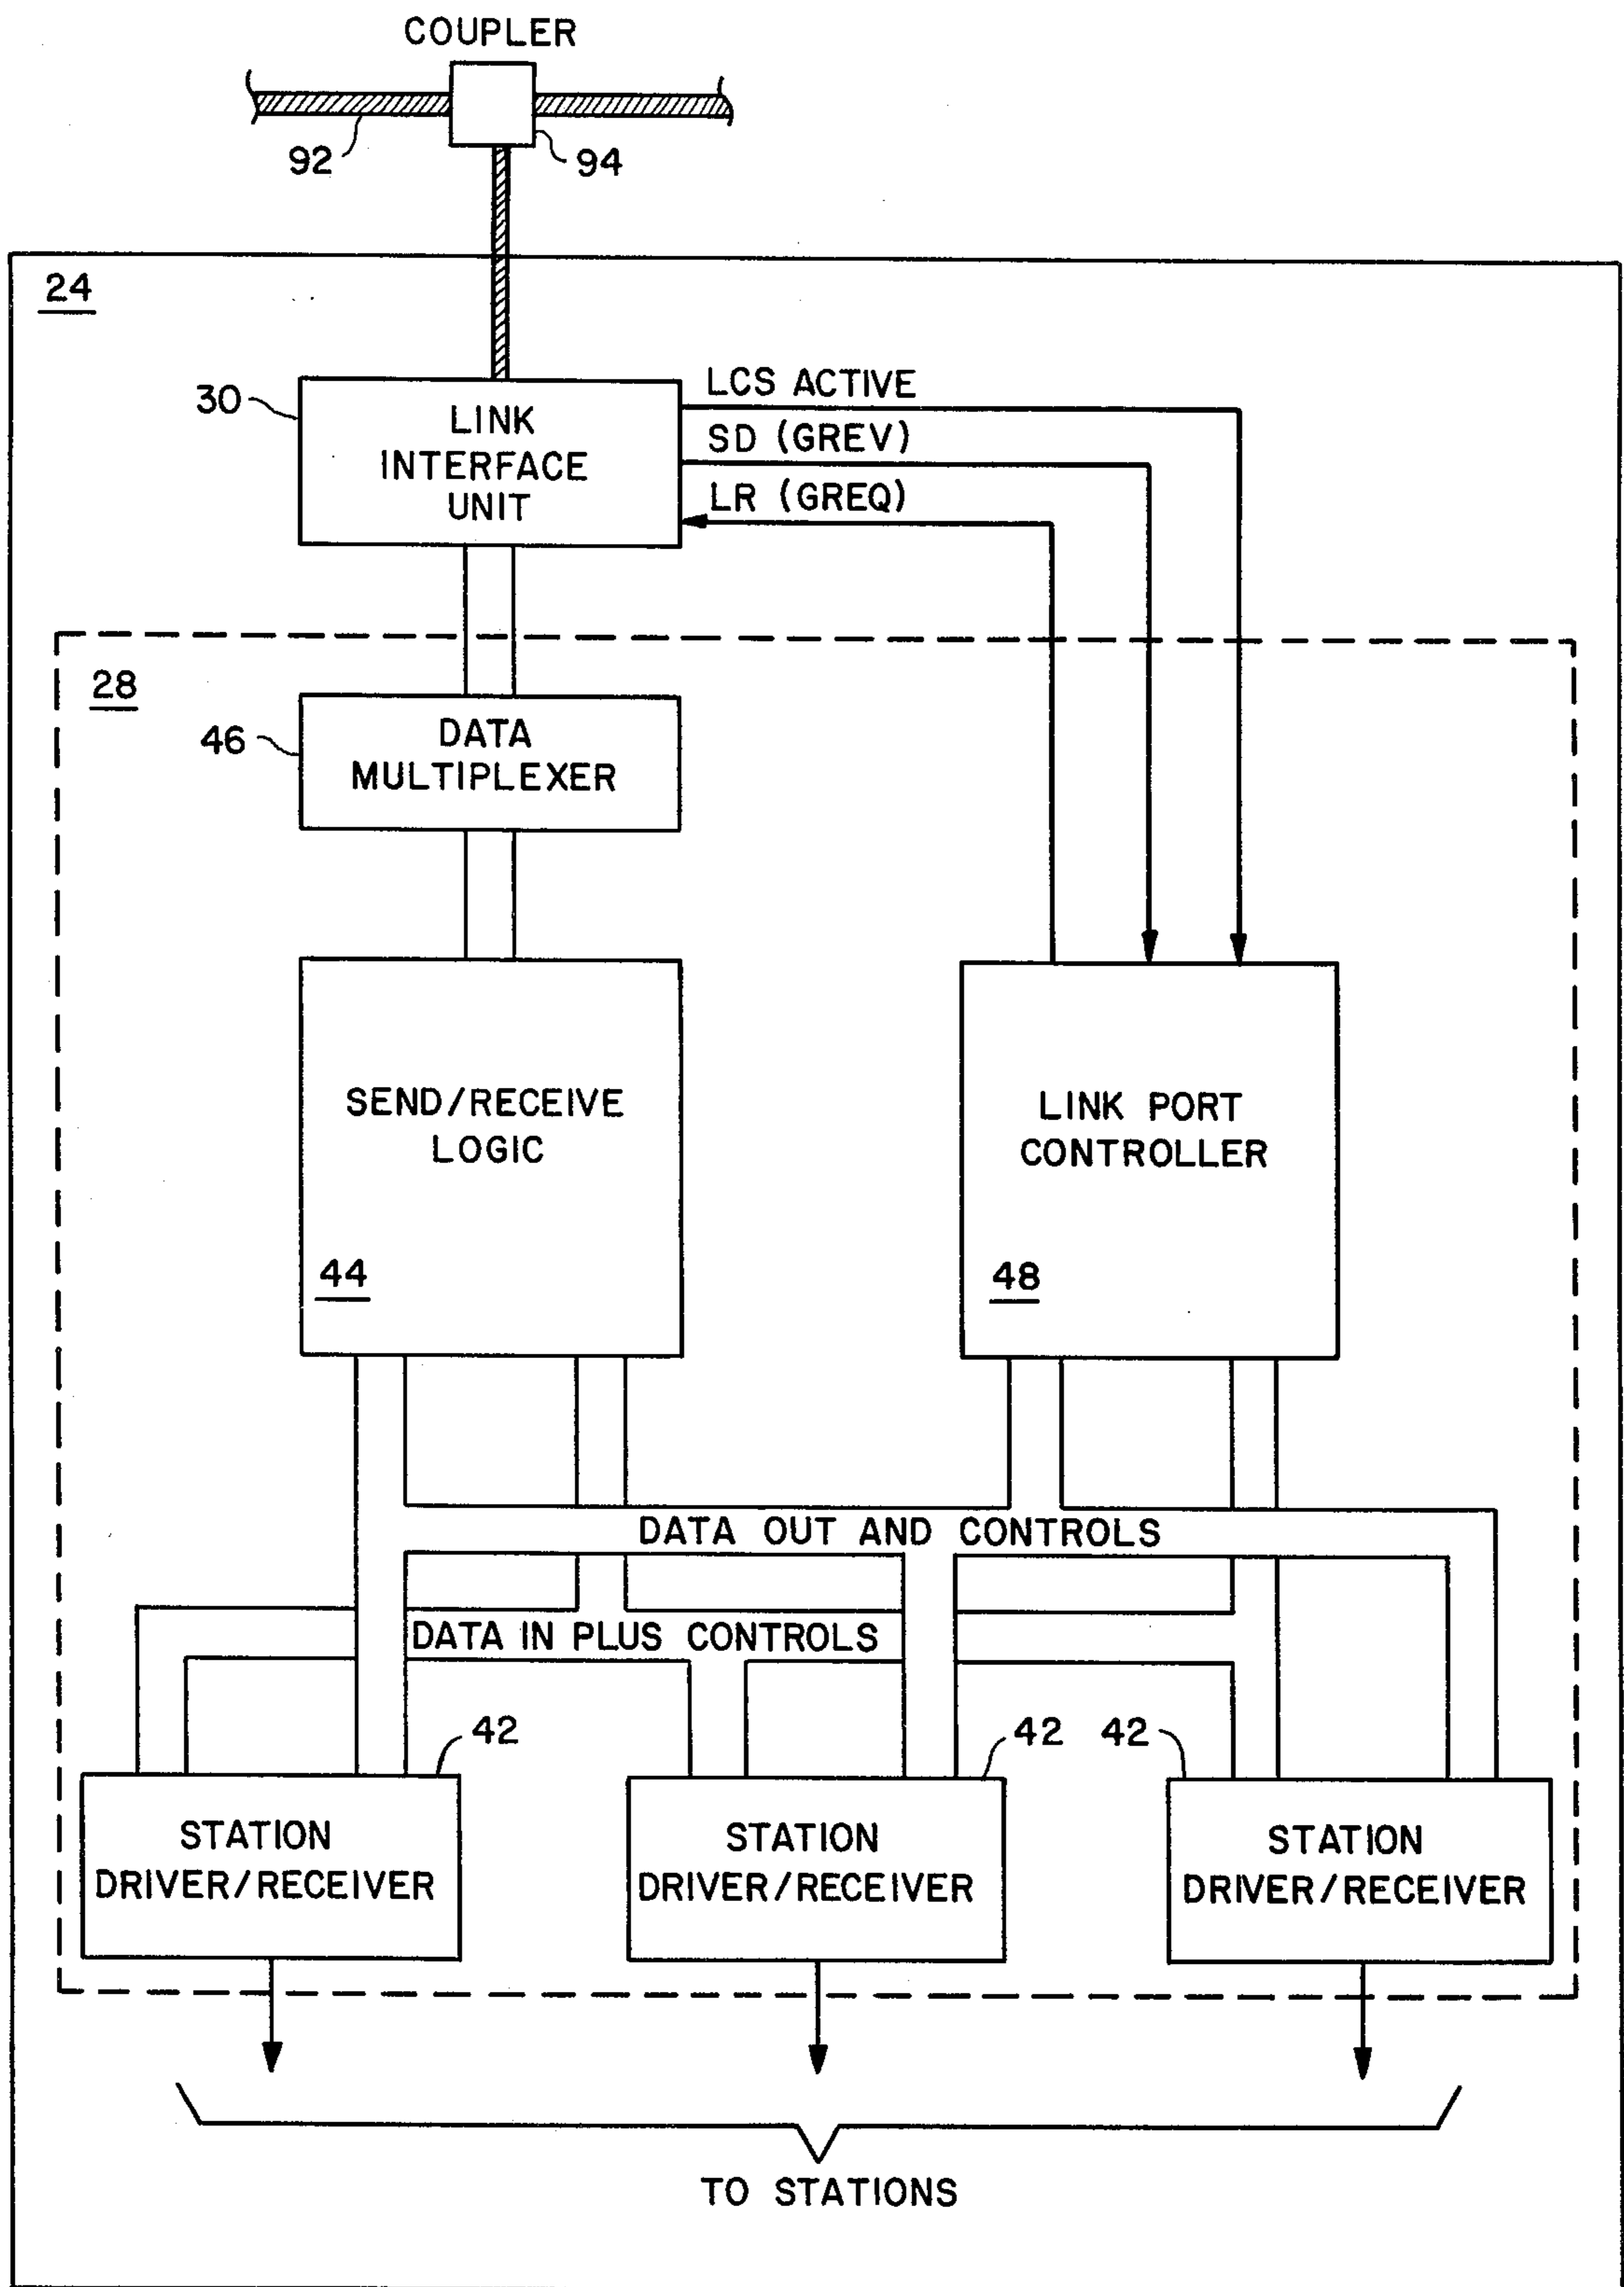 COUPLER
92
94
24
30
LINK
INTERFACE
UNIT
LCS ACTIVE
SD (GREV)
LR (GREQ)
28
46
DATA
MULTIPLEXER
SEND/RECEIVE
LOGIC
44
LINK PORT
CONTROLLER
48
DATA OUT AND CONTROLS
DATA IN PLUS CONTROLS
42
42
42
STATION
DRIVER/RECEIVER
STATION
DRIVER/RECEIVER
STATION
DRIVER/RECEIVER
TO STATIONS